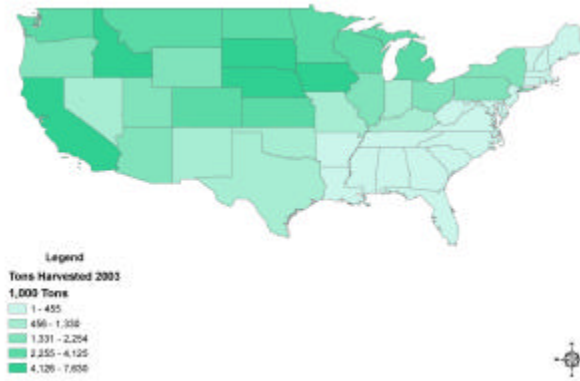 Legend
Tons Harvested 2003
1,000 Tons
1 - 455
456 - 1,330
1,331 - 2,254
2,255 - 4,125
4,126 - 7,630